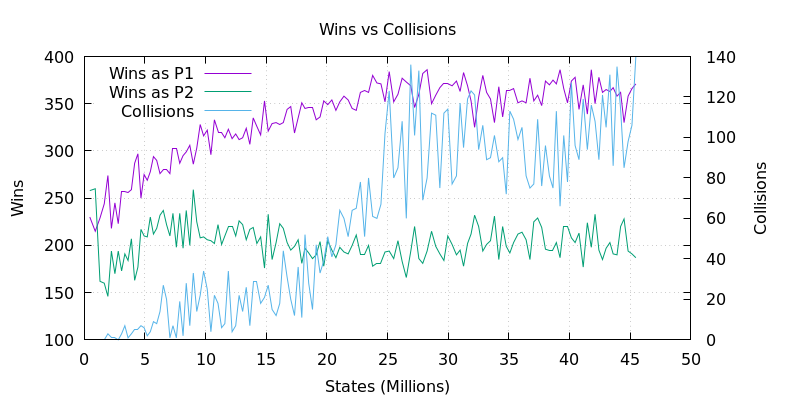 Wins vs Collisions
400
350
300
250
200
150
100
140
120
100
80
60
40
20
0
Wins as P1
Wins as P2
Collisions
Wins
Collisions
0 5 10 15 20 25 30 35 40 45 50
States (Millions)